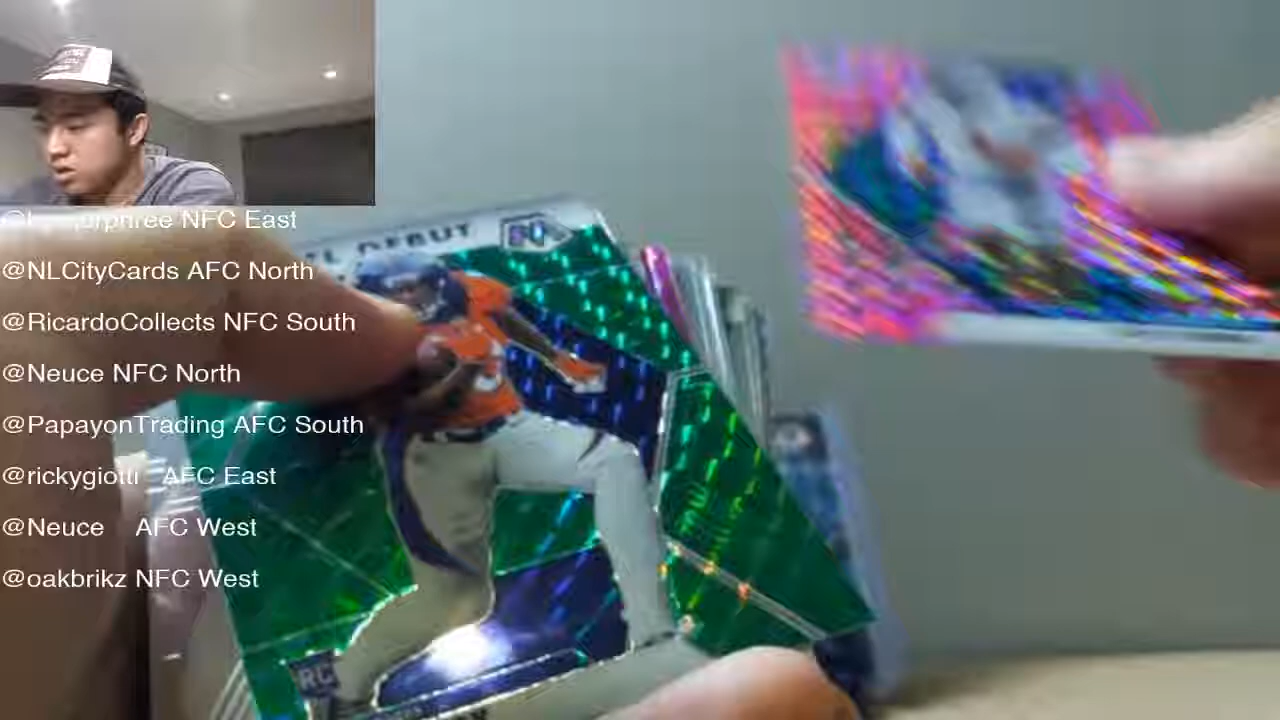 NFC East
@NLCityCards AFC North
@RicardoCollects NFC South
@Neuce NFC North
@PapayonTrading AFC South
@rickygiotti AFC East
@Neuce AFC West
@oakbrikz NFC West
DEBUT
RC